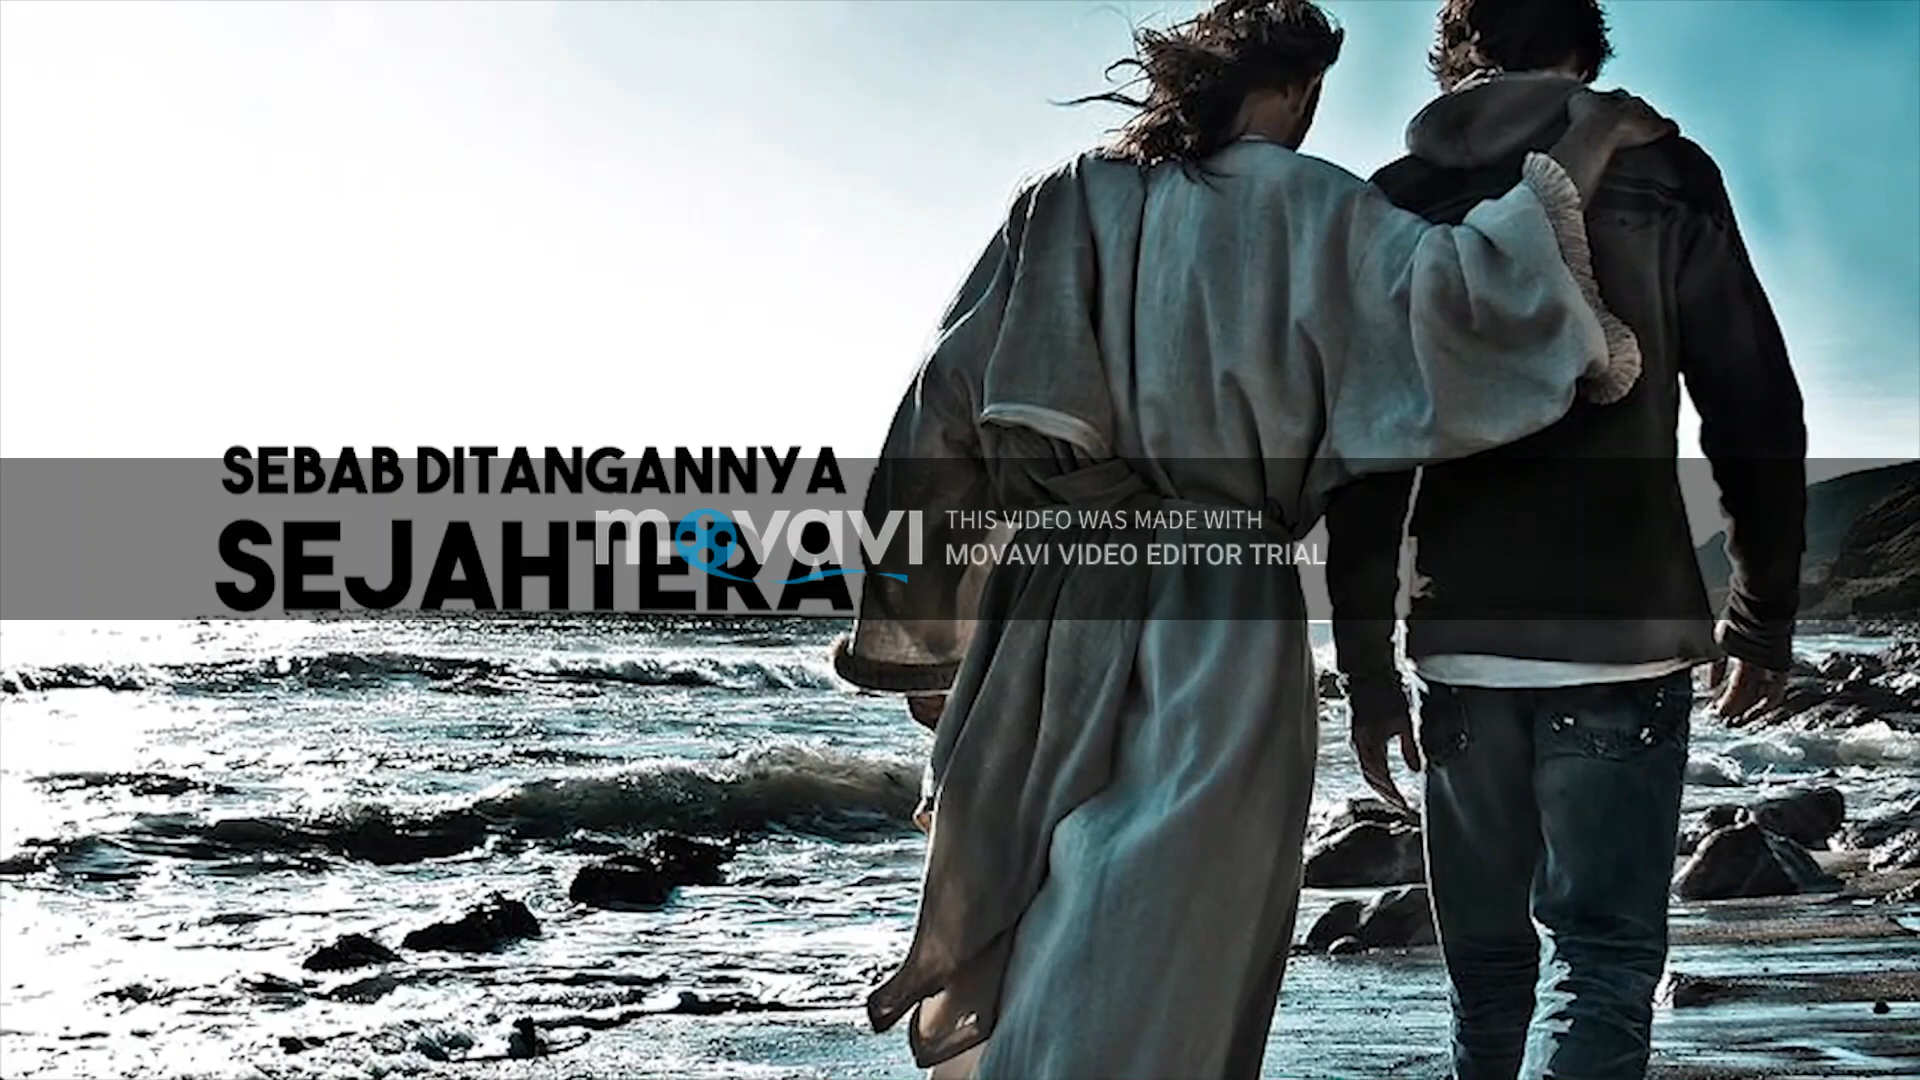 SEBAB DITANGANNYA
SEJAHTERA
movavi
THIS VIDEO WAS MADE WITH
MOVAVI VIDEO EDITOR TRIAL